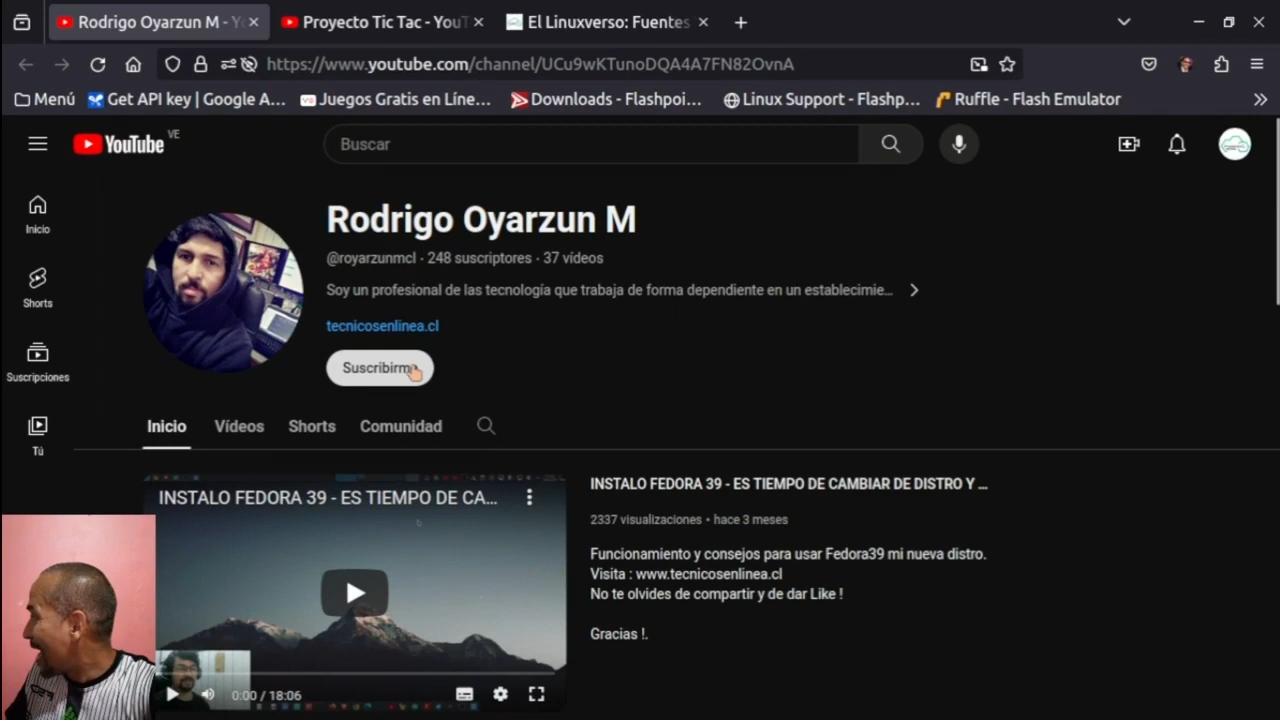 Rodrigo Oyarzun M - Y
Proyecto Tic Tac - YouT
El Linuxverso: Fuentes
https://www.youtube.com/channel/UCu9wKTunoDQA4A7FN82OvnA
Menú
Get API key | Google A...
Juegos Gratis en Líne...
Downloads - Flashpoi...
Linux Support - Flashp...
Ruffle - Flash Emulator
YouTube VE
Buscar
Inicio
Shorts
Suscripciones
Tú
Rodrigo Oyarzun M
@royarzunmcl · 248 suscriptores · 37 vídeos
Soy un profesional de las tecnología que trabaja de forma dependiente en un establecimie...
tecnicosenlinea.cl
Suscribirme
Inicio
Vídeos
Shorts
Comunidad
INSTALO FEDORA 39 - ES TIEMPO DE CA...
0:00 / 18:06
INSTALO FEDORA 39 - ES TIEMPO DE CAMBIAR DE DISTRO Y ...
2337 visualizaciones • hace 3 meses
Funcionamiento y consejos para usar Fedora39 mi nueva distro.
Visita : www.tecnicosenlinea.cl
No te olvides de compartir y de dar Like !
Gracias !.